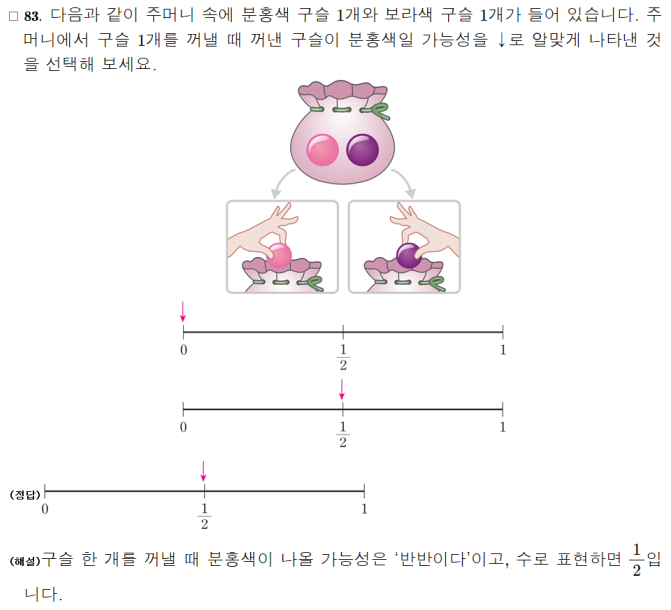 □ 83. 다음과 같이 주머니 속에 분홍색 구슬 1개와 보라색 구슬 1개가 들어 있습니다. 주
머니에서 구슬 1개를 꺼낼 때 꺼낸 구슬이 분홍색일 가능성을 ↓로 알맞게 나타낸 것
을 선택해 보세요.
0 1/2 1
0 1/2 1
(정답)
0 1/2 1
(해설)구슬 한 개를 꺼낼 때 분홍색이 나올 가능성은 ‘반반이다’이고, 수로 표현하면 1/2입
니다.